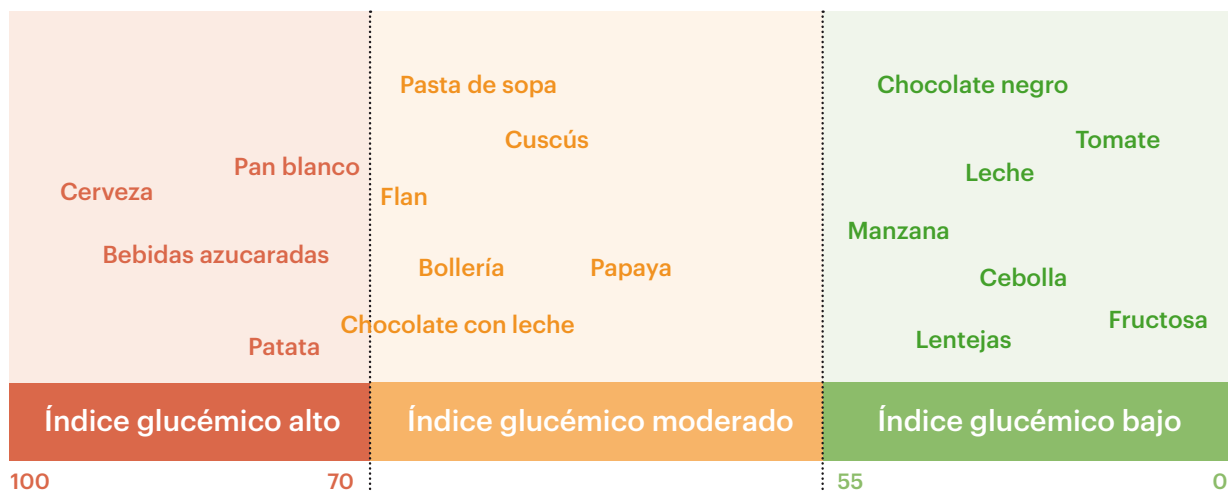 Pasta de sopa
Chocolate negro
Cuscús
Tomate
Pan blanco
Leche
Cerveza
Flan
Manzana
Bebidas azucaradas
Bollería
Papaya
Cebolla
Chocolate con leche
Fructosa
Patata
Lentejas
Índice glucémico alto
Índice glucémico moderado
Índice glucémico bajo
100
70
55
0